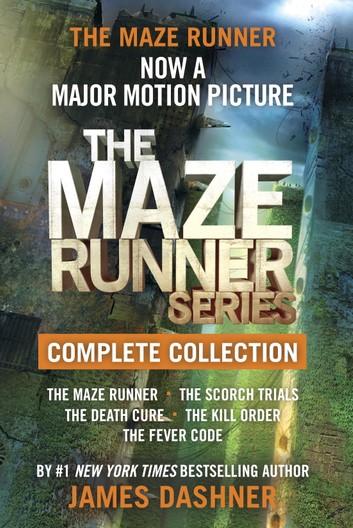 THE MAZE RUNNER
NOW A
MAJOR MOTION PICTURE
THE
MAZE
RUNNER
SERIES
COMPLETE COLLECTION
THE MAZE RUNNER • THE SCORCH TRIALS
THE DEATH CURE • THE KILL ORDER
THE FEVER CODE
BY #1 NEW YORK TIMES BESTSELLING AUTHOR
JAMES DASHNER